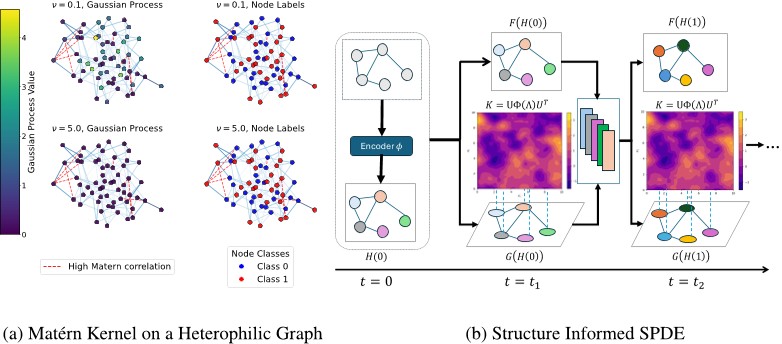 ν = 0.1, Gaussian Process
ν = 0.1, Node Labels
4
3
2
1
0
Gaussian Process Value
ν = 5.0, Gaussian Process
ν = 5.0, Node Labels
High Matern correlation
Node Classes
Class 0
Class 1
Encoder ϕ
H(0)
F(H(0))
K = UΦ(Λ)U^T
G(H(0))
F(H(1))
K = UΦ(Λ)U^T
G(H(1))
...
t = 0
t = t₁
t = t₂
(a) Matérn Kernel on a Heterophilic Graph
(b) Structure Informed SPDE